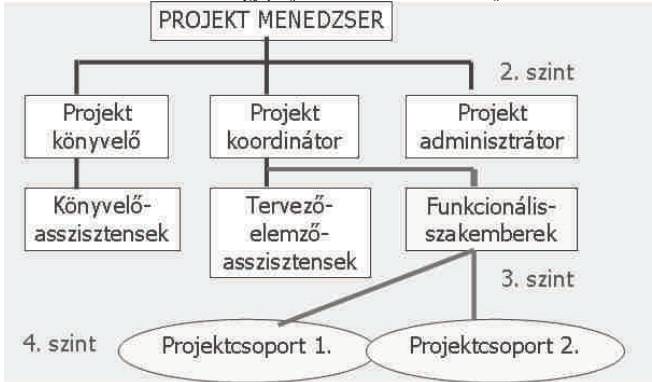 PROJEKT MENEDZSER
2. szint
Projekt
könyvelő
Projekt
koordinátor
Projekt
adminisztrátor
Könyvelő-
asszisztensek
Tervező-
elemző-
asszisztensek
Funkcionális-
szakemberek
3. szint
4. szint
Projektcsoport 1.
Projektcsoport 2.